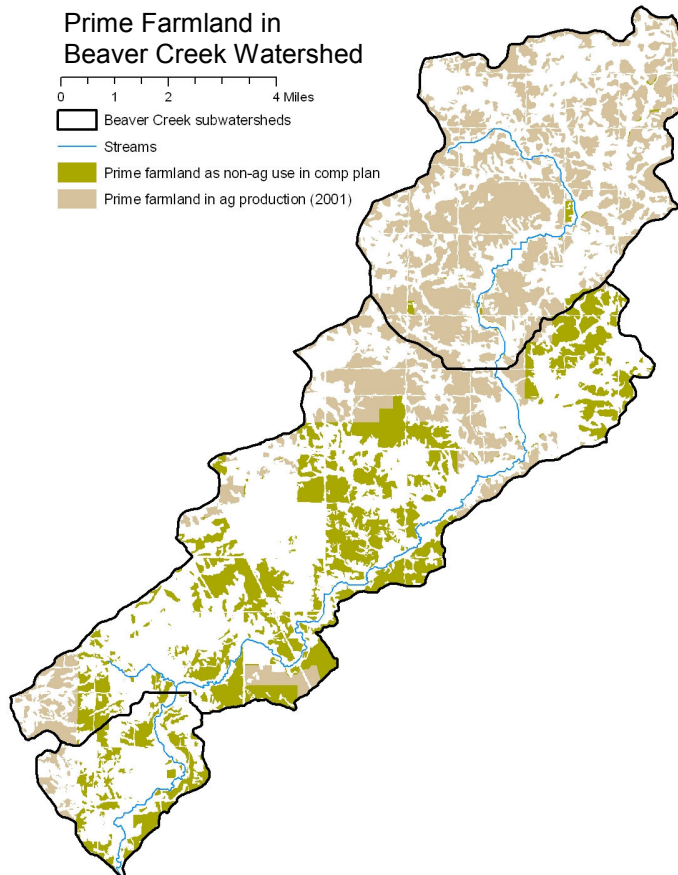 Prime Farmland in
Beaver Creek Watershed
0 1 2 4 Miles
Beaver Creek subwatersheds
Streams
Prime farmland as non-ag use in comp plan
Prime farmland in ag production (2001)